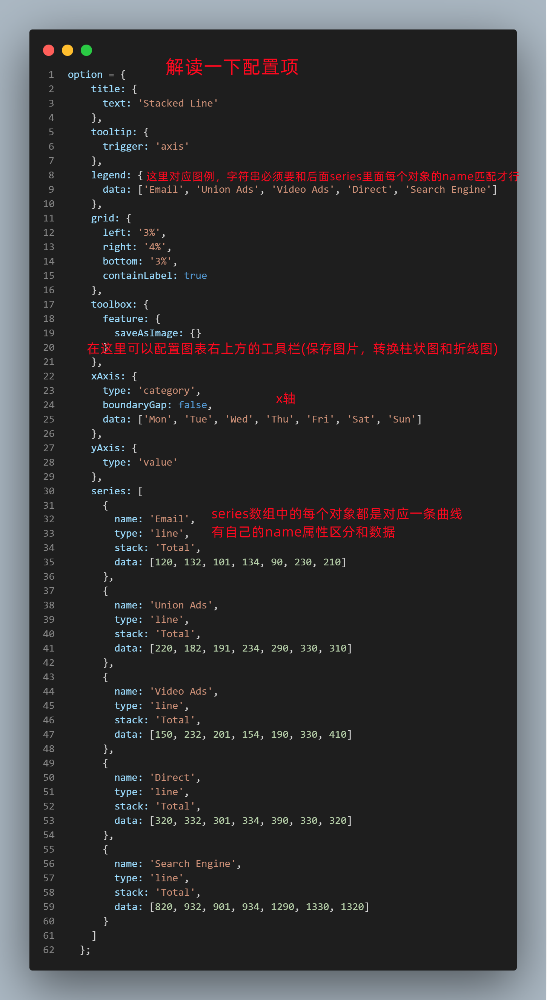 解读一下配置项
1 option = {
2 title: {
3 text: 'Stacked Line'
4 },
5 tooltip: {
6 trigger: 'axis'
7 },
8 legend: { 这里对应图例，字符串必须要和后面series里面每个对象的name匹配才行
9 data: ['Email', 'Union Ads', 'Video Ads', 'Direct', 'Search Engine']
10 },
11 grid: {
12 left: '3%',
13 right: '4%',
14 bottom: '3%',
15 containLabel: true
16 },
17 toolbox: {
18 feature: {
19 saveAsImage: {}
20 } 在这里可以配置图表右上方的工具栏(保存图片，转换柱状图和折线图)
21 },
22 xAxis: {
23 type: 'category',
x轴
24 boundaryGap: false,
25 data: ['Mon', 'Tue', 'Wed', 'Thu', 'Fri', 'Sat', 'Sun']
26 },
27 yAxis: {
28 type: 'value'
29 },
30 series: [
31 {
32 name: 'Email', series数组中的每个对象都是对应一条曲线
33 type: 'line', 有自己的name属性区分和数据
34 stack: 'Total',
35 data: [120, 132, 101, 134, 90, 230, 210]
36 },
37 {
38 name: 'Union Ads',
39 type: 'line',
40 stack: 'Total',
41 data: [220, 182, 191, 234, 290, 330, 310]
42 },
43 {
44 name: 'Video Ads',
45 type: 'line',
46 stack: 'Total',
47 data: [150, 232, 201, 154, 190, 330, 410]
48 },
49 {
50 name: 'Direct',
51 type: 'line',
52 stack: 'Total',
53 data: [320, 332, 301, 334, 390, 330, 320]
54 },
55 {
56 name: 'Search Engine',
57 type: 'line',
58 stack: 'Total',
59 data: [820, 932, 901, 934, 1290, 1330, 1320]
60 }
61 ]
62 };